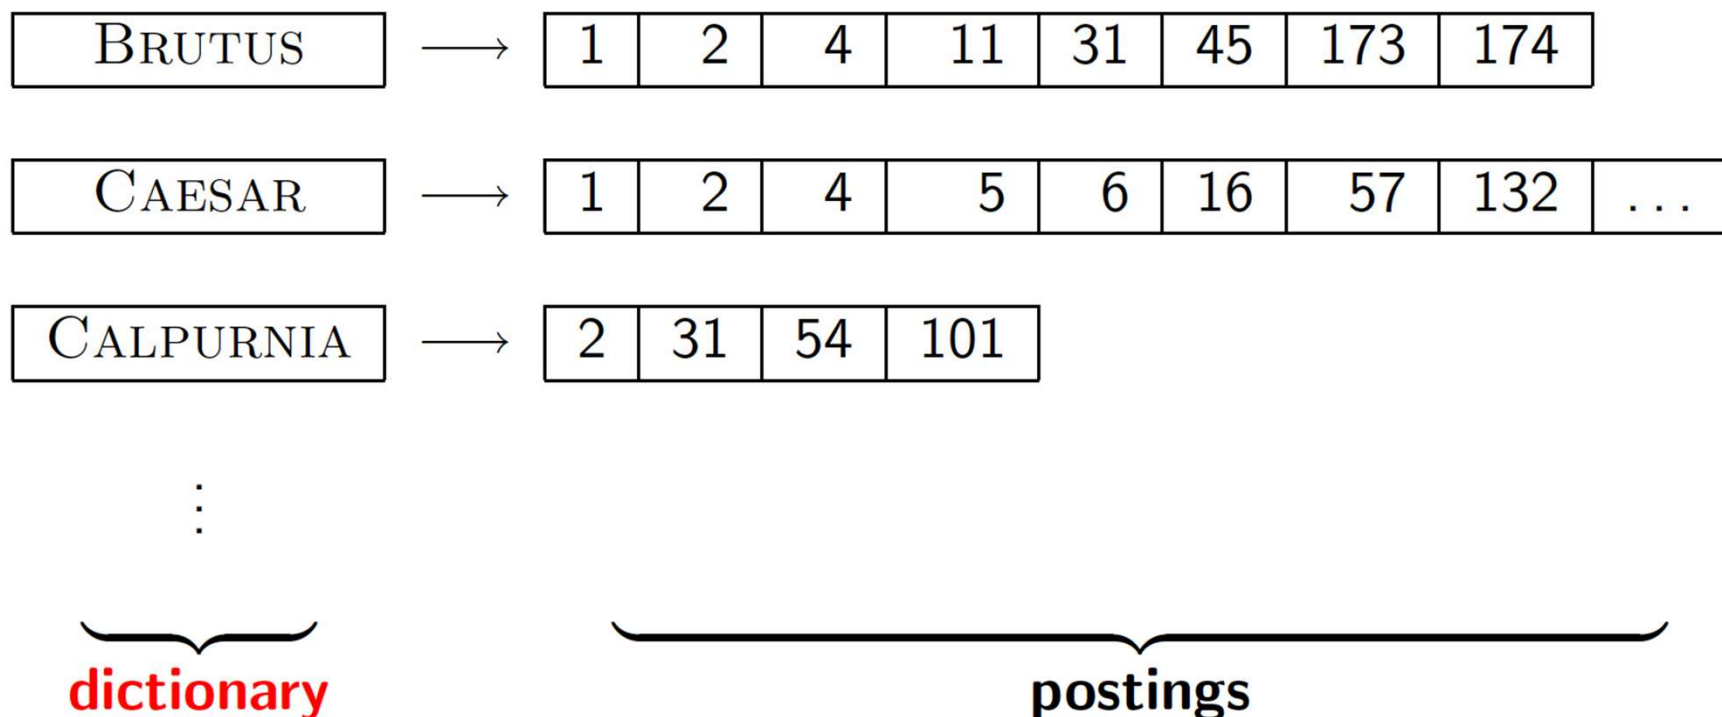 BRUTUS ⟶ 1 2 4 11 31 45 173 174
CAESAR ⟶ 1 2 4 5 6 16 57 132 ...
CALPURNIA ⟶ 2 31 54 101
⋮
dictionary postings